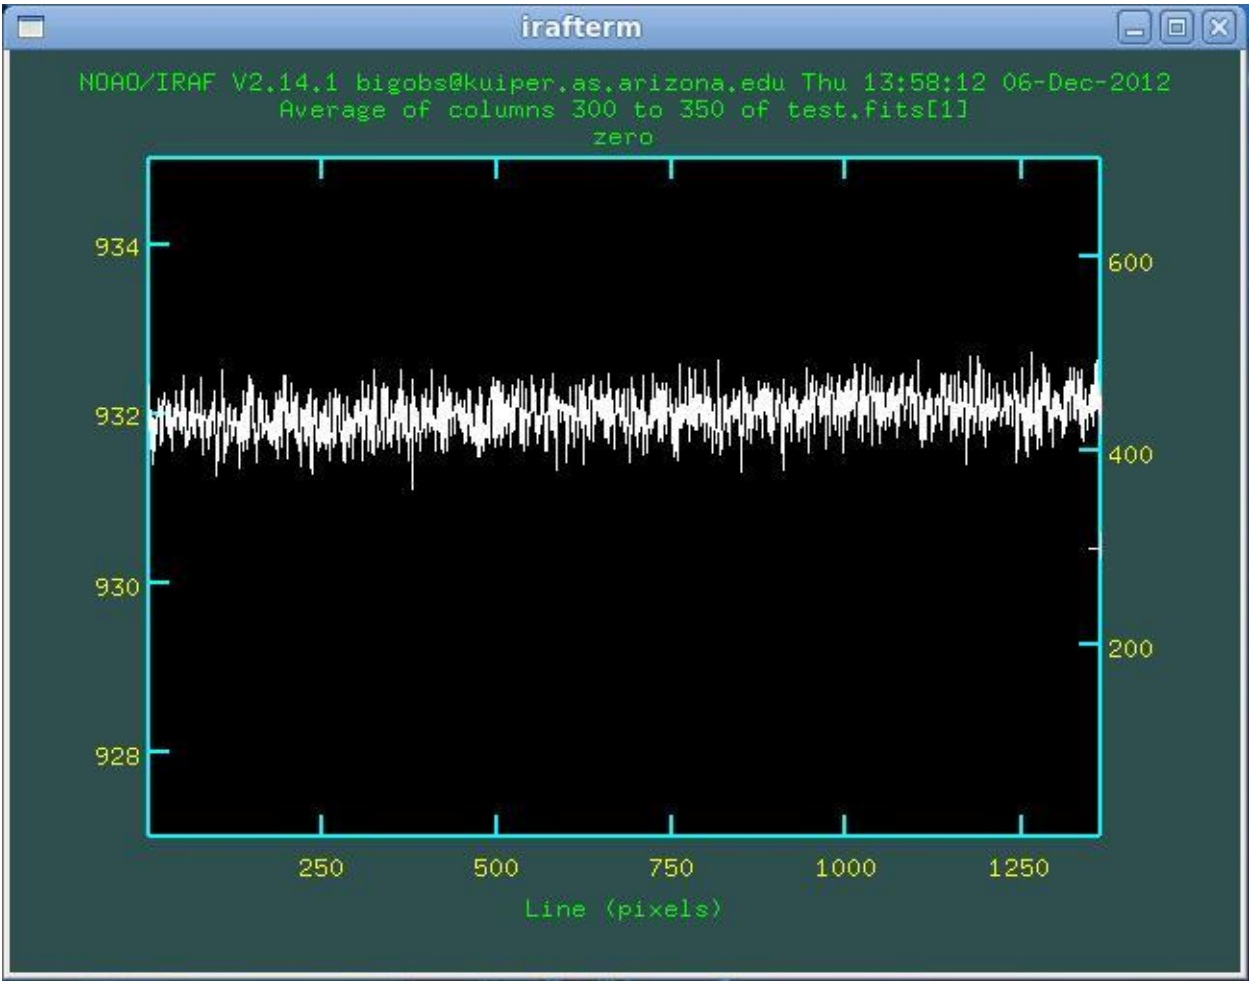 irafterm
NOAO/IRAF V2.14.1 bigobs@kuiper.as.arizona.edu Thu 13:58:12 06-Dec-2012
Average of columns 300 to 350 of test.fits[1]
zero
934
932
930
928
600
400
200
250 500 750 1000 1250
Line (pixels)